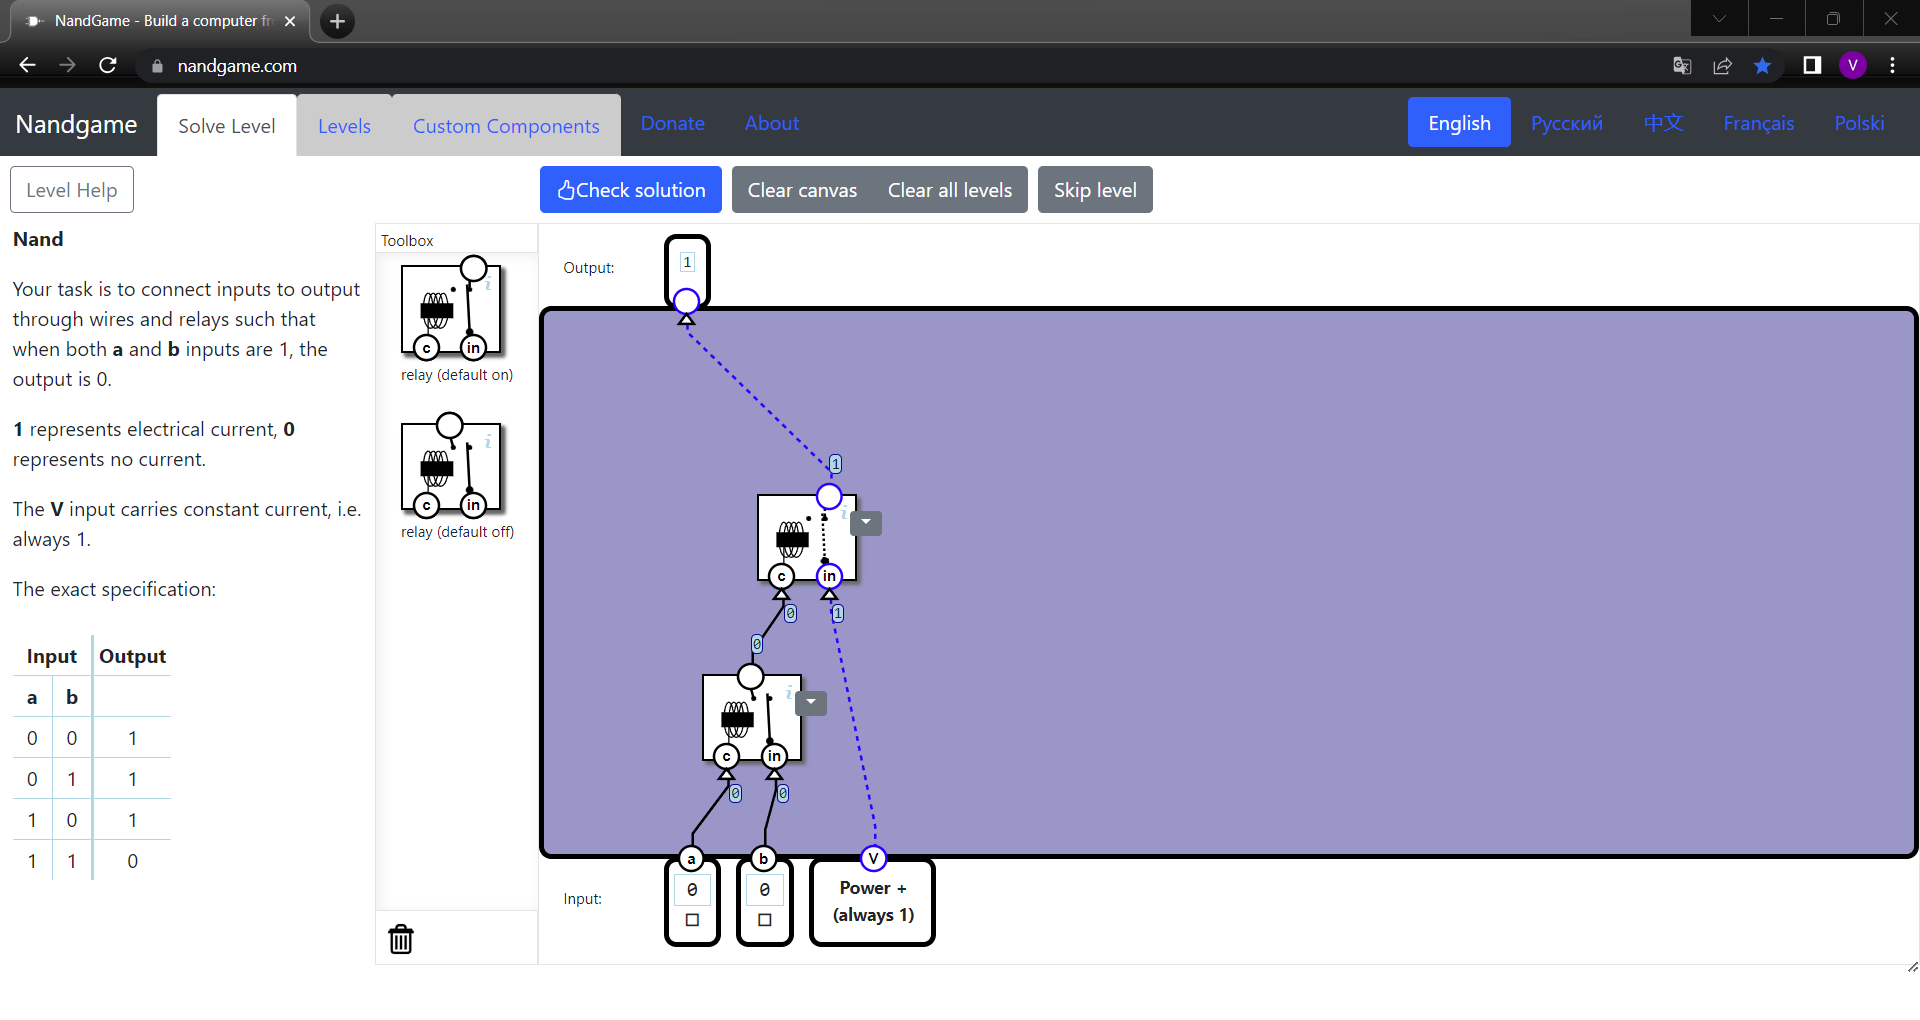 NandGame - Build a computer fr
nandgame.com
V
Nandgame
Solve Level
Levels
Custom Components
Donate
About
English
Русский
中文
Français
Polski
Level Help
Check solution
Clear canvas
Clear all levels
Skip level
Nand
Your task is to connect inputs to output
through wires and relays such that
when both a and b inputs are 1, the
output is 0.
1 represents electrical current, 0
represents no current.
The V input carries constant current, i.e.
always 1.
The exact specification:
Input Output
a b
0 0 1
0 1 1
1 0 1
1 1 0
Toolbox
i
c in
relay (default on)
i
c in
relay (default off)
Output:
1
1
i
c in
0 1
0
i
c in
0 0
a b V
Input:
0 0
Power +
(always 1)